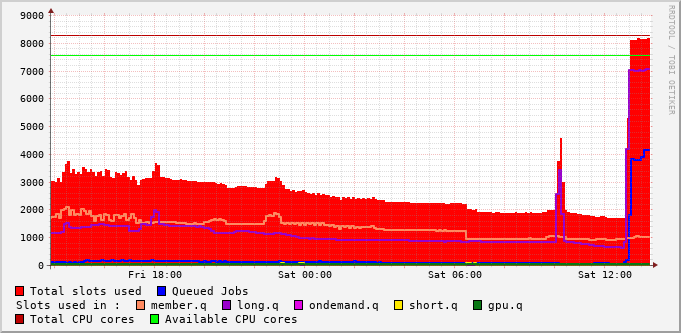 9000
8000
7000
6000
5000
4000
3000
2000
1000
0
Fri 18:00 Sat 00:00 Sat 06:00 Sat 12:00
Total slots used Queued Jobs
Slots used in : member.q long.q ondemand.q short.q gpu.q
Total CPU cores Available CPU cores
RRDTOOL / TOBI OETIKER